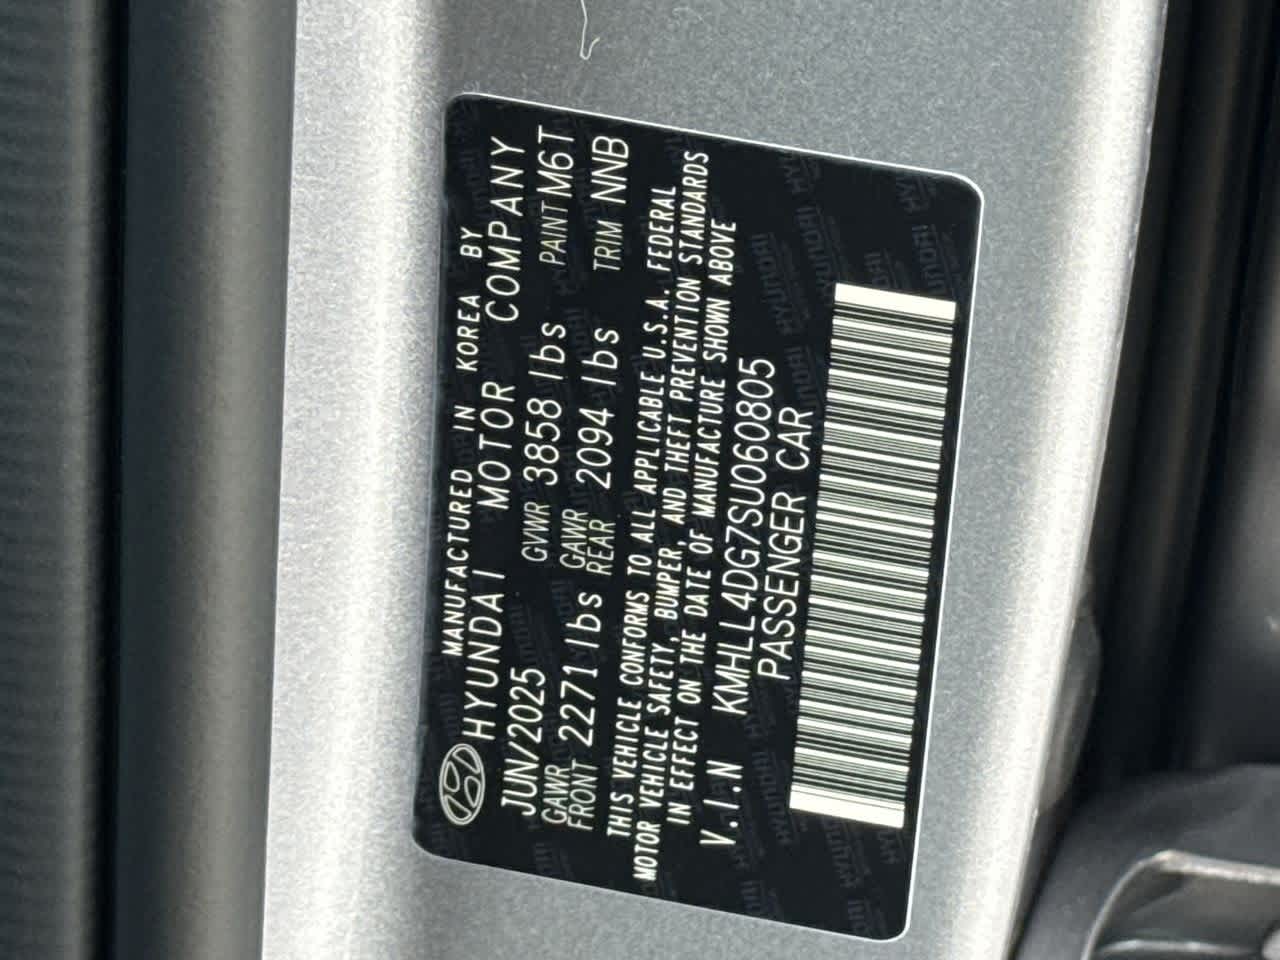 MANUFACTURED IN KOREA BY
HYUNDAI MOTOR COMPANY
JUN/2025 GVWR 3858 lbs PAINT M6T
GAWR FRONT 2271 lbs GAWR REAR 2094 lbs TRIM NNB
THIS VEHICLE CONFORMS TO ALL APPLICABLE U.S.A. FEDERAL
MOTOR VEHICLE SAFETY, BUMPER, AND THEFT PREVENTION STANDARDS
IN EFFECT ON THE DATE OF MANUFACTURE SHOWN ABOVE
V.I.N KMHLL4DG7SU060805
PASSENGER CAR